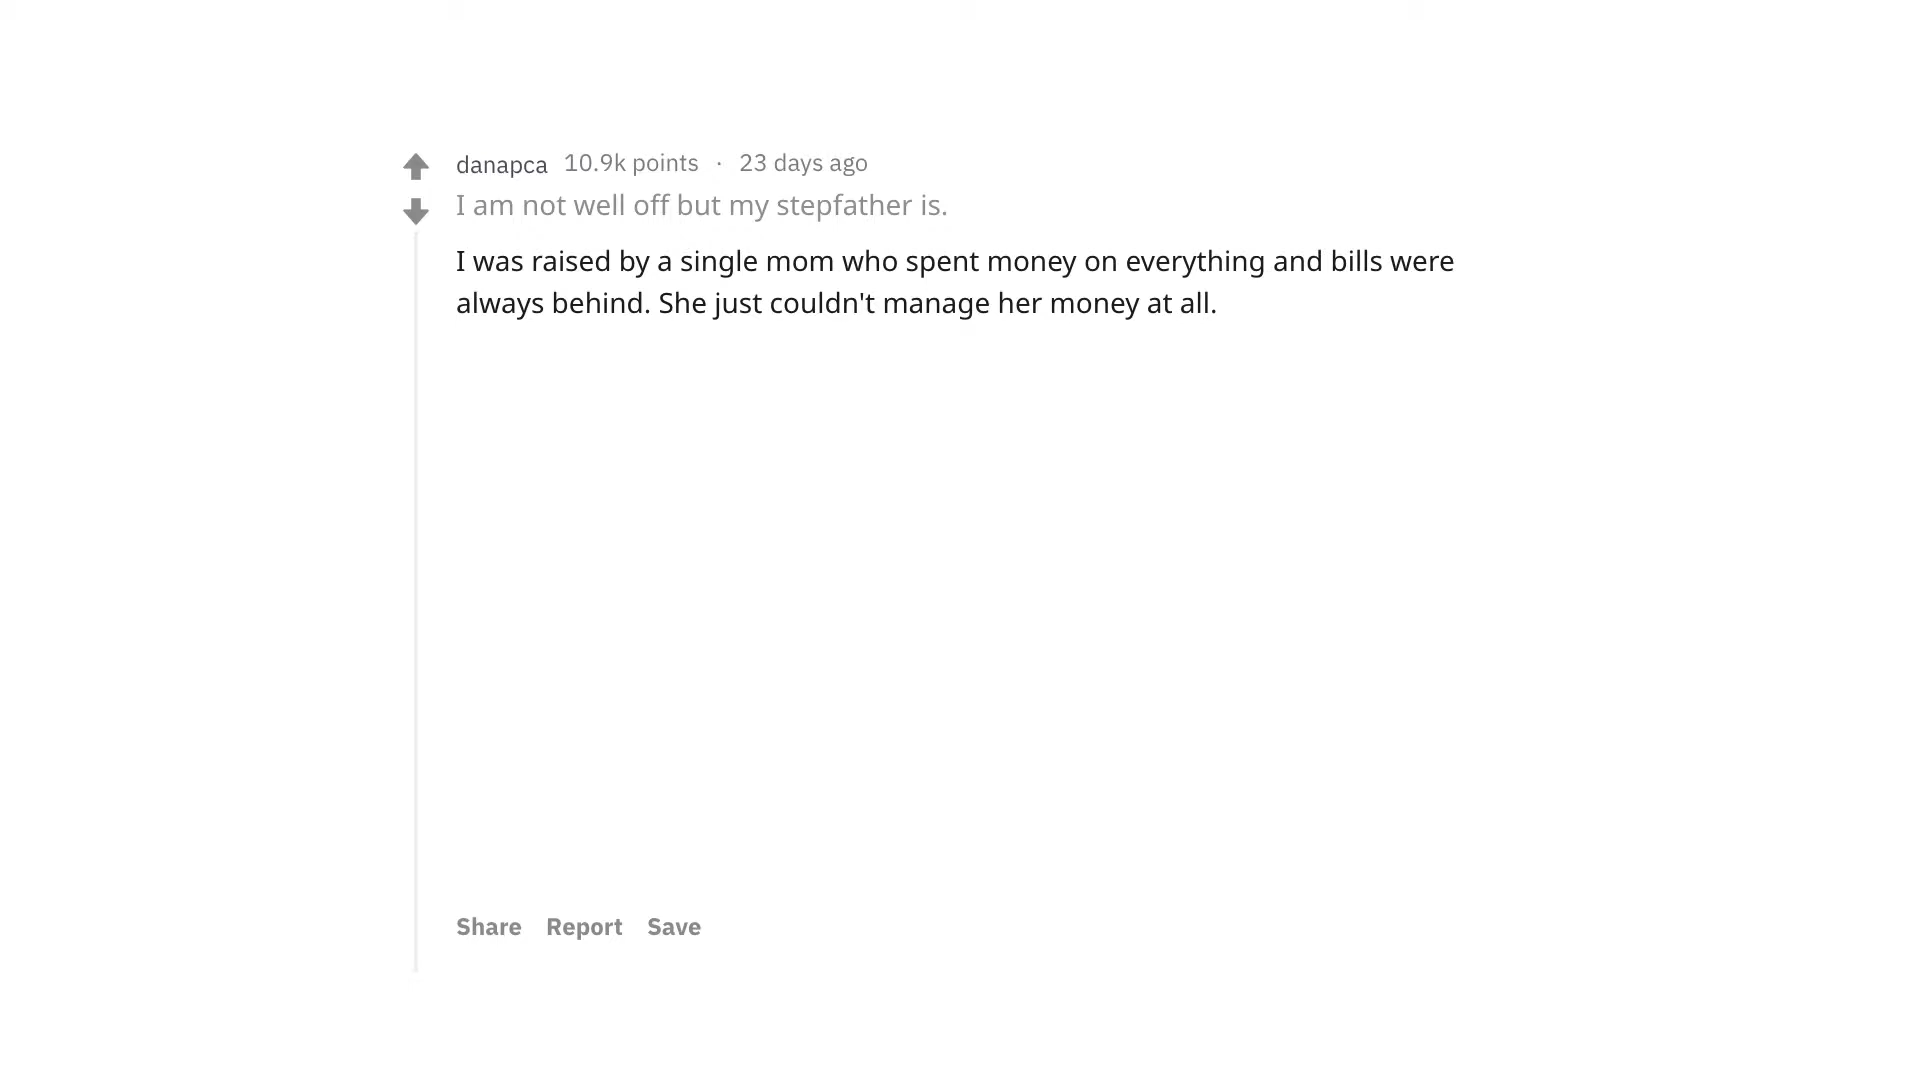 danapca 10.9k points · 23 days ago
I am not well off but my stepfather is.
I was raised by a single mom who spent money on everything and bills were
always behind. She just couldn't manage her money at all.
Share Report Save